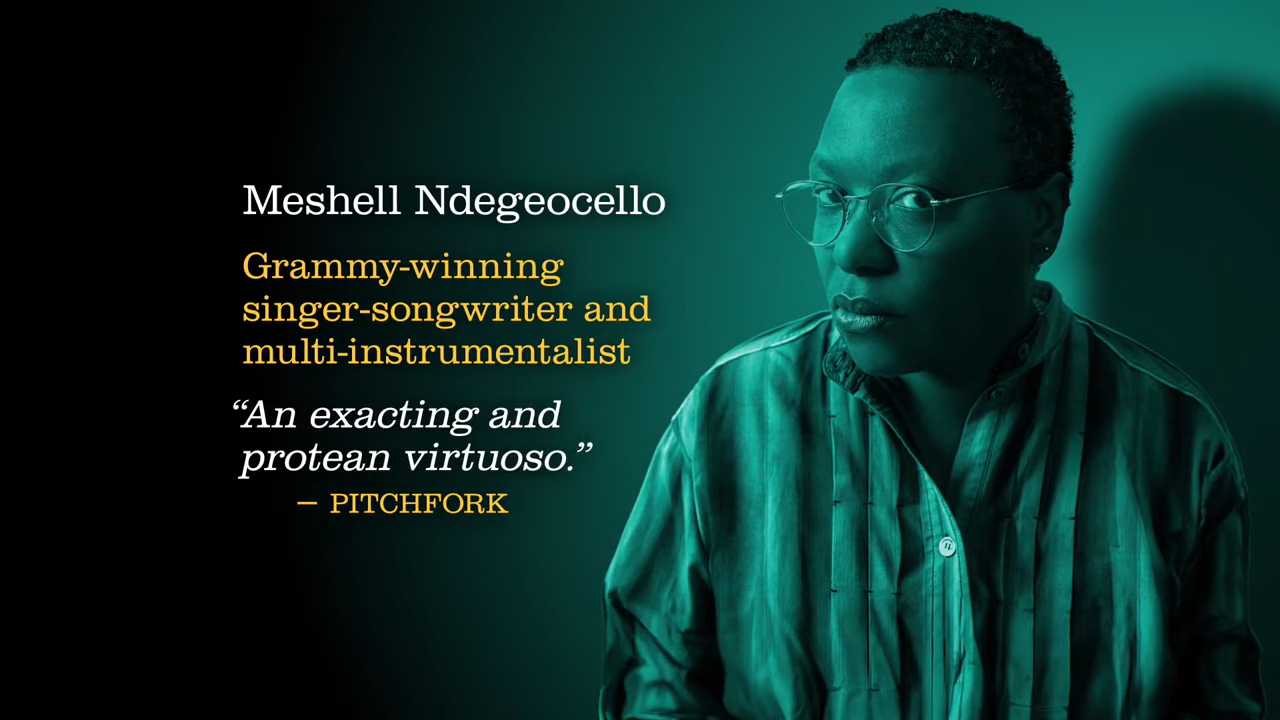 Meshell Ndegeocello
Grammy-winning
singer-songwriter and
multi-instrumentalist
“An exacting and
protean virtuoso.”
– PITCHFORK